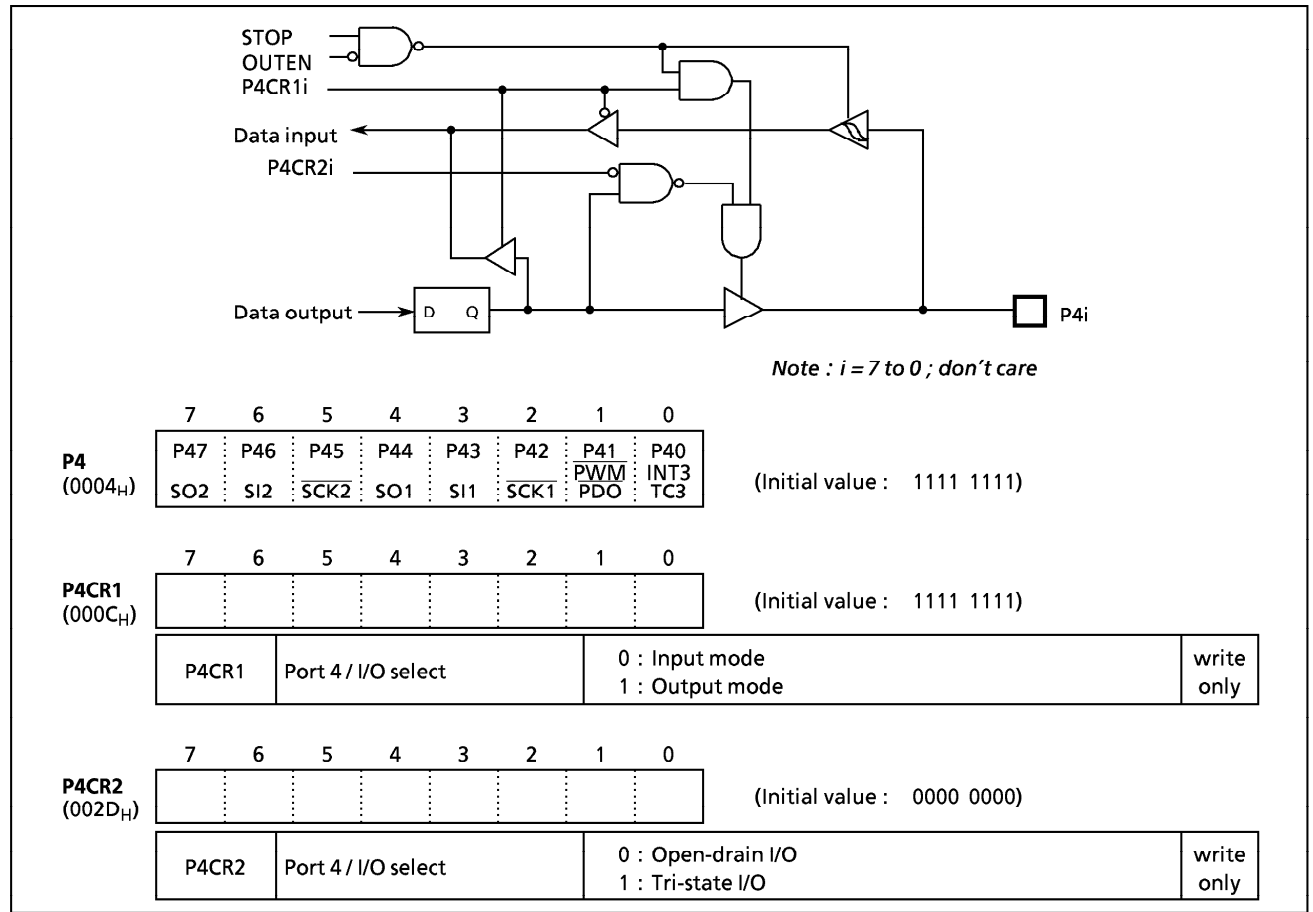 STOP
OUTEN
P4CR1i
Data input
P4CR2i
Data output
D Q
P4i
Note : i = 7 to 0 ; don't care
7 6 5 4 3 2 1 0
P4
(0004H)
P47 P46 P45 P44 P43 P42 P41 P40
PWM INT3
SO2 SI2 SCK2 SO1 SI1 SCK1 PDO TC3
(Initial value : 1111 1111)
7 6 5 4 3 2 1 0
P4CR1
(000CH)
(Initial value : 1111 1111)
P4CR1 Port 4 / I/O select
0 : Input mode
1 : Output mode
write
only
7 6 5 4 3 2 1 0
P4CR2
(002DH)
(Initial value : 0000 0000)
P4CR2 Port 4 / I/O select
0 : Open-drain I/O
1 : Tri-state I/O
write
only